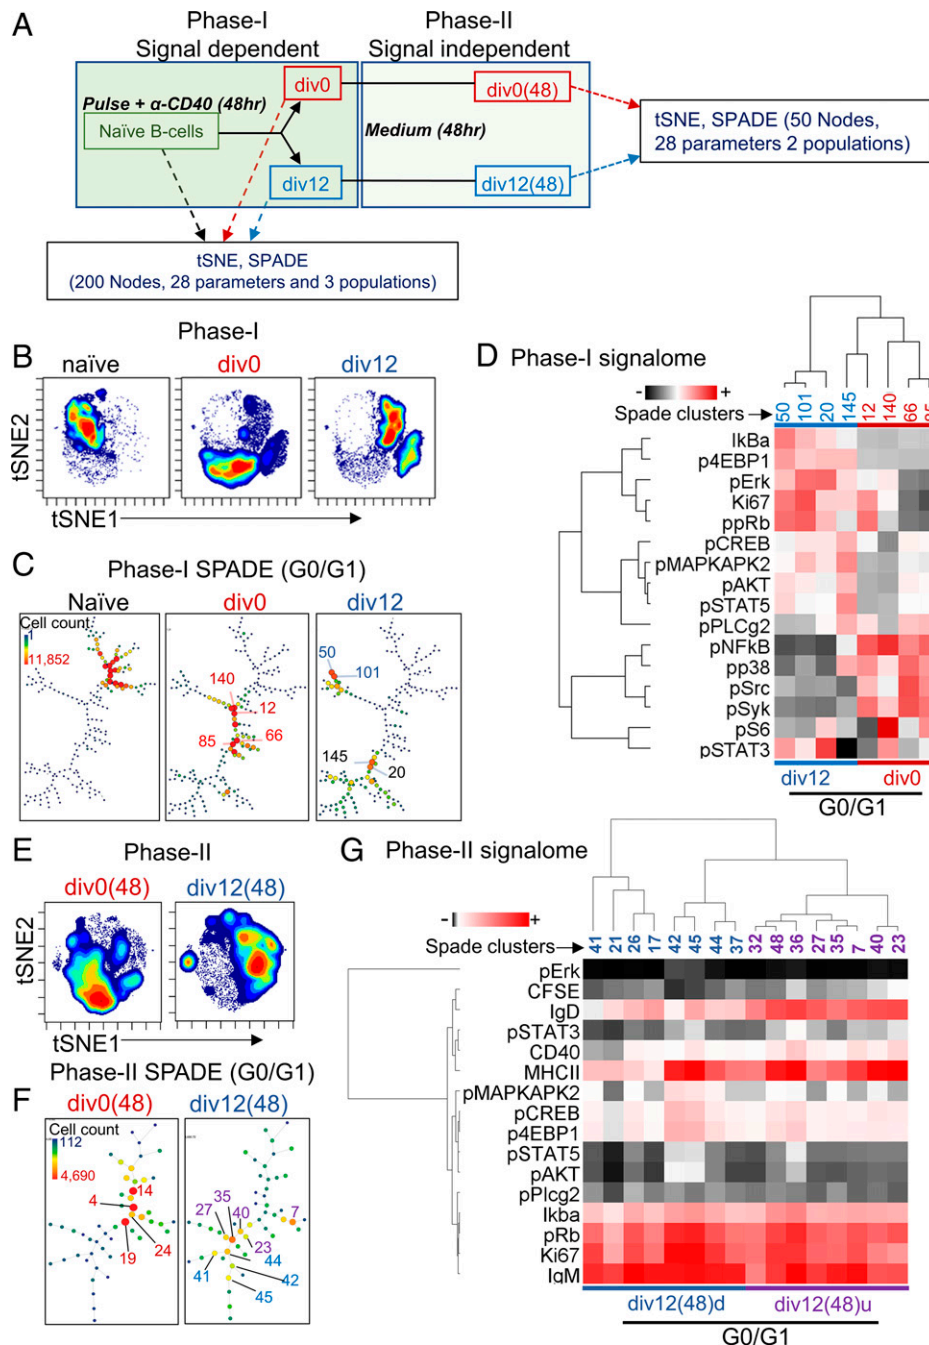 A
Phase-I
Signal dependent
Phase-II
Signal independent
div0
div0(48)
Pulse + α-CD40 (48hr)
Naïve B-cells
Medium (48hr)
tSNE, SPADE (50 Nodes,
28 parameters 2 populations)
div12
div12(48)
tSNE, SPADE
(200 Nodes, 28 parameters and 3 populations)
Phase-I
B
naïve
div0
div12
tSNE2
tSNE1
C
Phase-I SPADE (G0/G1)
Naïve
div0
div12
Cell count
1
11,852
140
12
85
66
50
101
145
20
D
Phase-I signalome
-
+
Spade clusters
50
101
20
145
12
140
66
IkBa
p4EBP1
pErk
Ki67
ppRb
pCREB
pMAPKAPK2
pAKT
pSTAT5
pPLCg2
pNFkB
pp38
pSrc
pSyk
pS6
pSTAT3
div12
div0
G0/G1
E
Phase-II
div0(48)
div12(48)
tSNE2
tSNE1
Phase-II SPADE (G0/G1)
F
div0(48)
div12(48)
Cell count
112
4,690
14
4
19
24
35
27
40
7
23
44
41
42
45
G
Phase-II signalome
-
+
Spade clusters
41
21
26
17
42
45
44
37
32
48
36
27
35
7
40
23
pErk
CFSE
IgD
pSTAT3
CD40
MHCII
pMAPKAPK2
pCREB
p4EBP1
pSTAT5
pAKT
pPlcg2
Ikba
pRb
Ki67
IgM
div12(48)d
div12(48)u
G0/G1